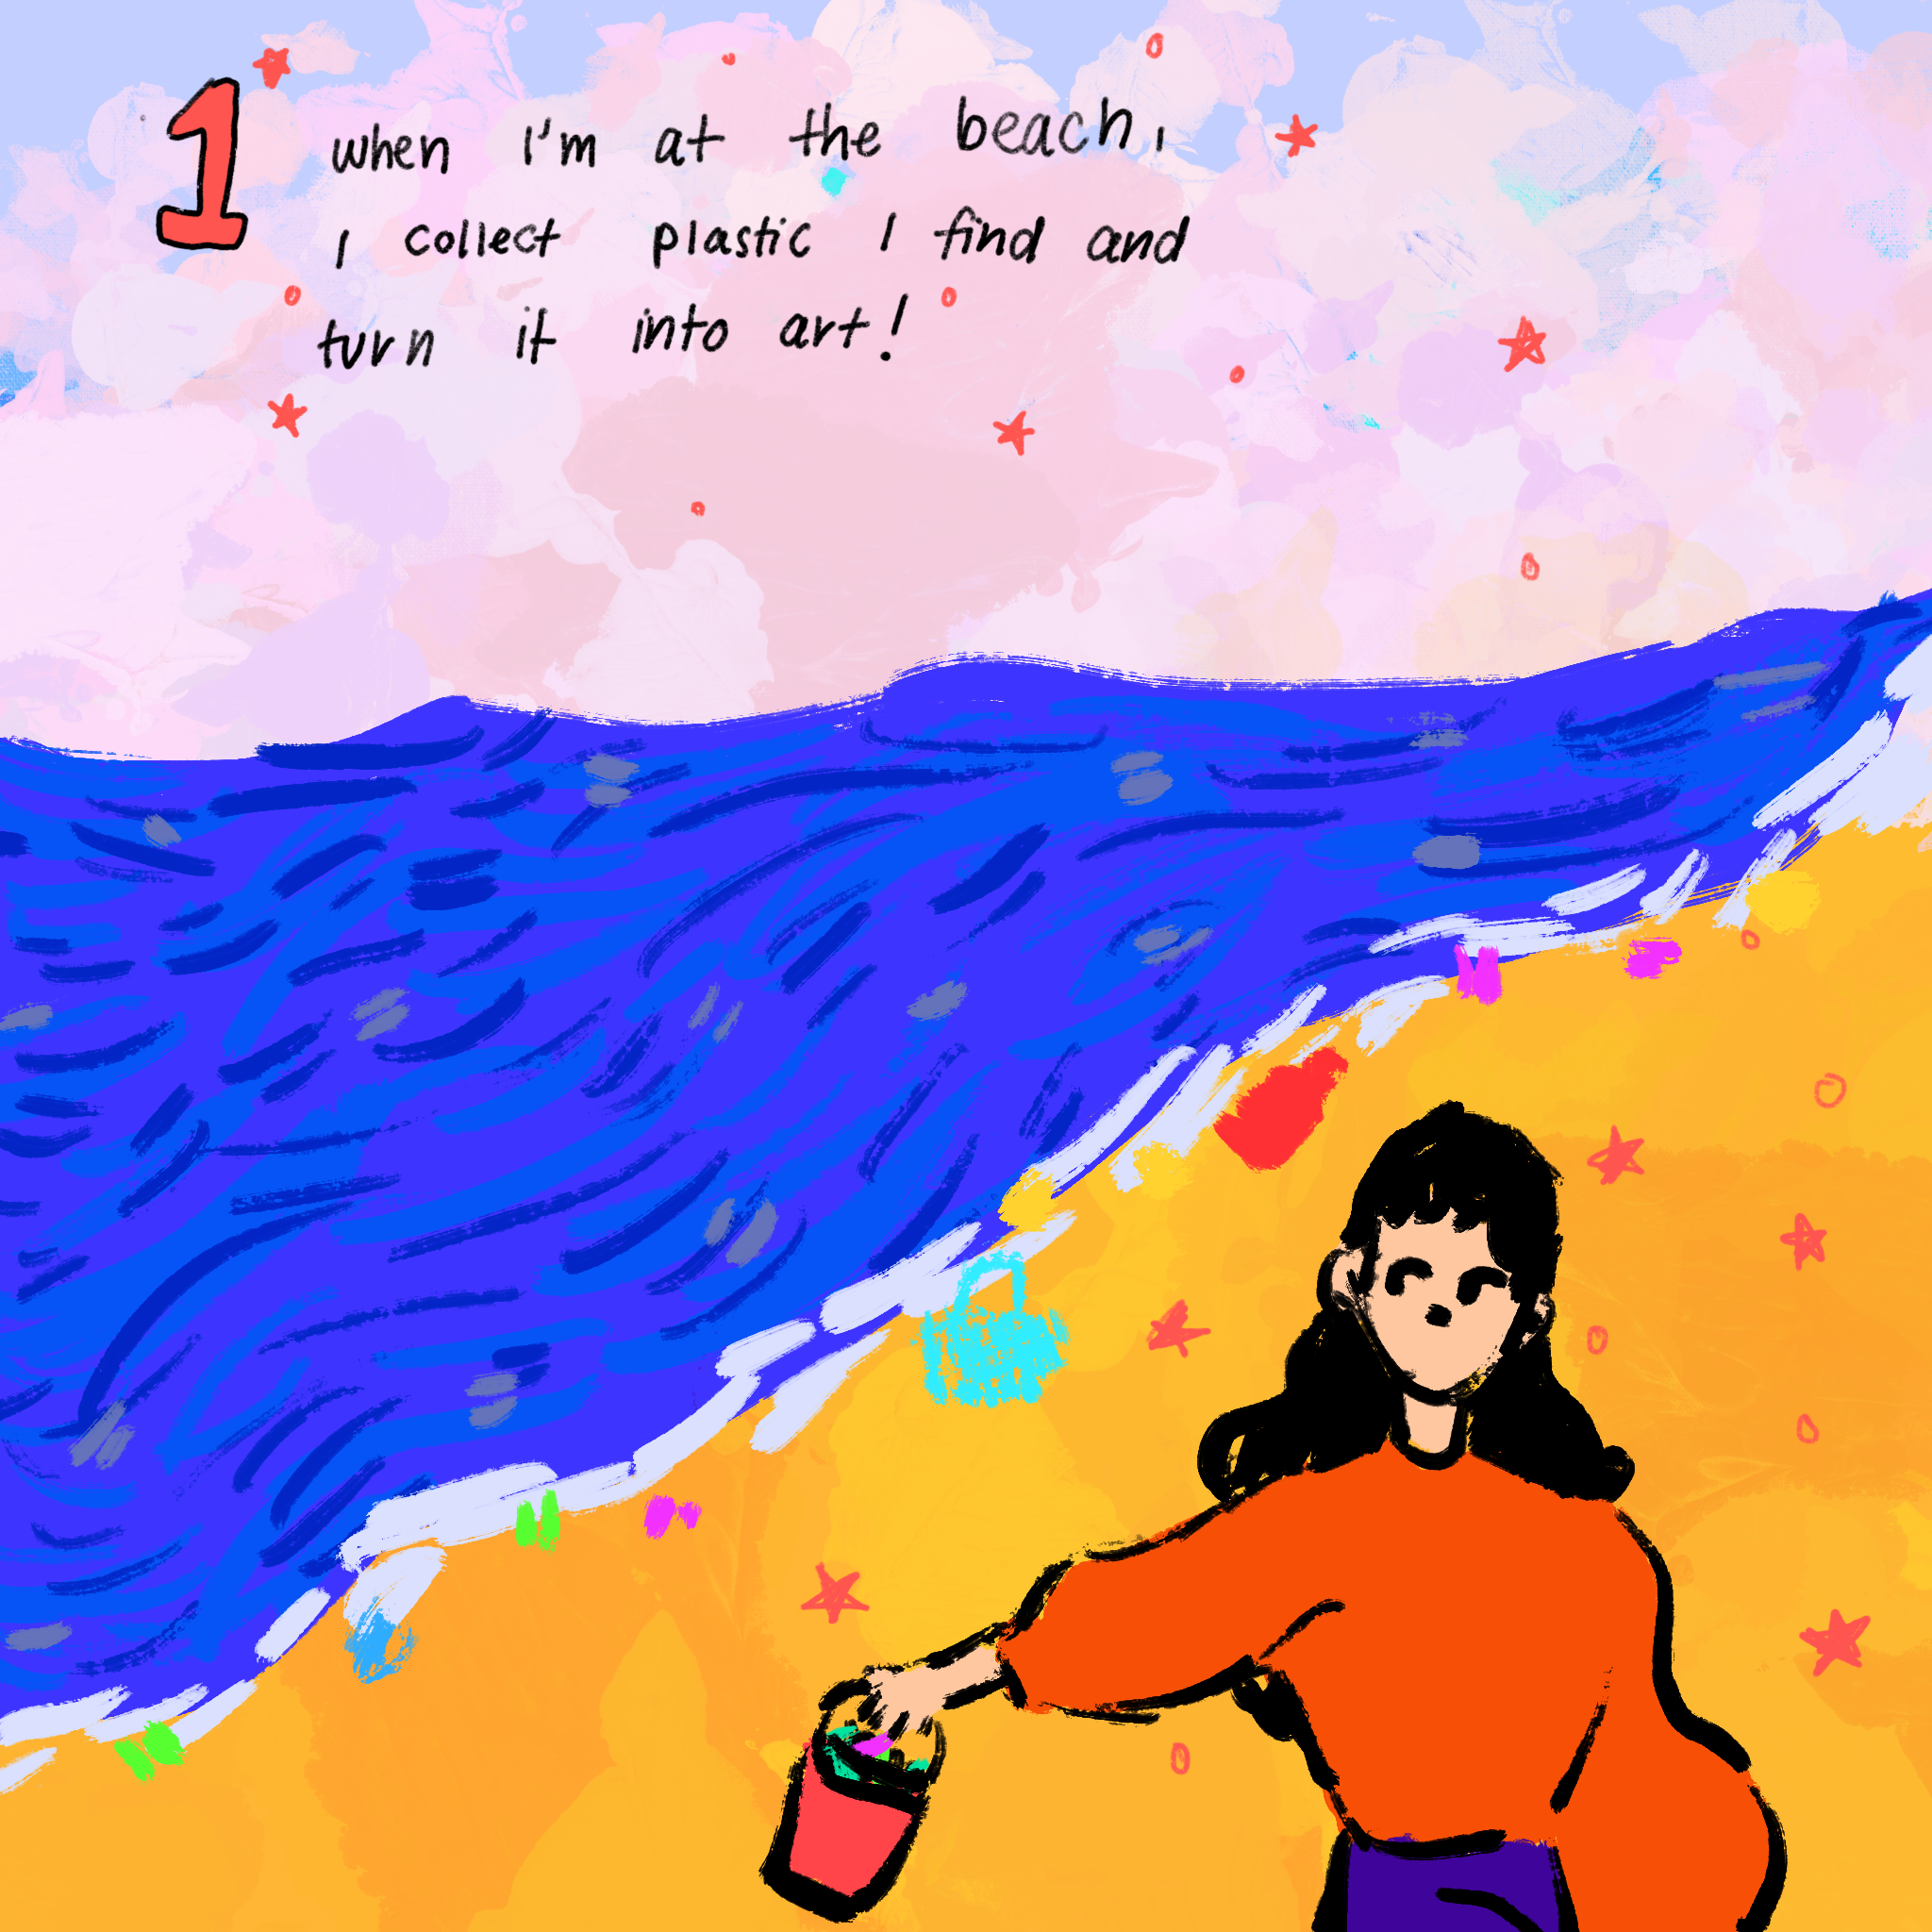 1
when I'm at the beach,
I collect plastic I find and
turn it into art!